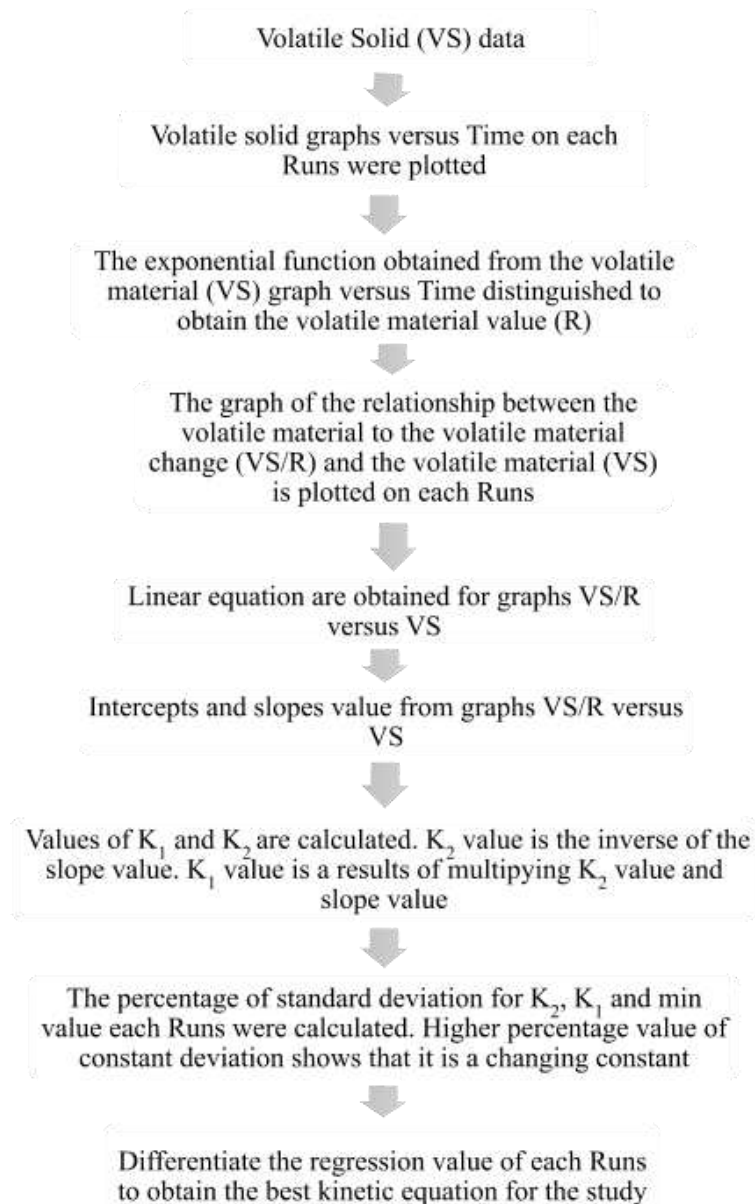 Volatile Solid (VS) data
Volatile solid graphs versus Time on each
Runs were plotted
The exponential function obtained from the volatile
material (VS) graph versus Time distinguished to
obtain the volatile material value (R)
The graph of the relationship between the
volatile material to the volatile material
change (VS/R) and the volatile material (VS)
is plotted on each Runs
Linear equation are obtained for graphs VS/R
versus VS
Intercepts and slopes value from graphs VS/R versus
VS
Values of K₁ and K₂ are calculated. K₂ value is the inverse of the
slope value. K₁ value is a results of multipying K₂ value and
slope value
The percentage of standard deviation for K₂, K₁ and min
value each Runs were calculated. Higher percentage value of
constant deviation shows that it is a changing constant
Differentiate the regression value of each Runs
to obtain the best kinetic equation for the study